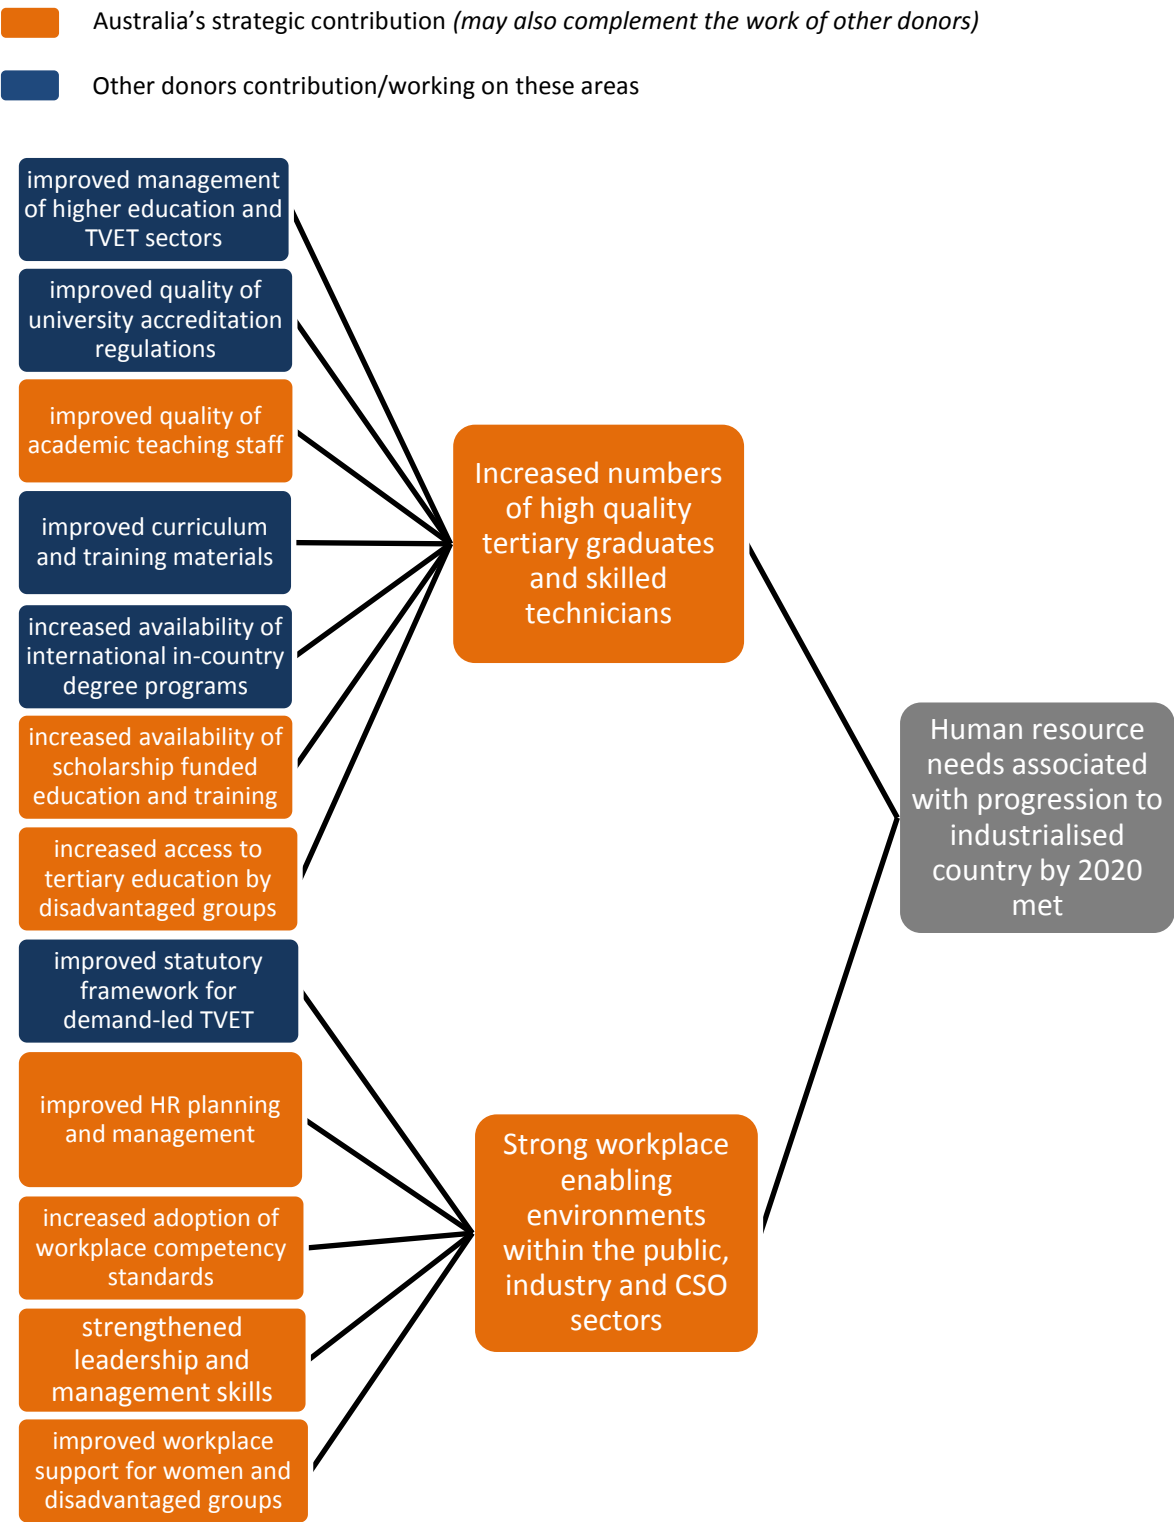 Australia's strategic contribution (may also complement the work of other donors)
Other donors contribution/working on these areas
improved management
of higher education and
TVET sectors
improved quality of
university accreditation
regulations
improved quality of
academic teaching staff
improved curriculum
and training materials
increased availability of
international in-country
degree programs
increased availability of
scholarship funded
education and training
increased access to
tertiary education by
disadvantaged groups
improved statutory
framework for
demand-led TVET
improved HR planning
and management
increased adoption of
workplace competency
standards
strengthened
leadership and
management skills
improved workplace
support for women and
disadvantaged groups
Increased numbers
of high quality
tertiary graduates
and skilled
technicians
Strong workplace
enabling
environments
within the public,
industry and CSO
sectors
Human resource
needs associated
with progression to
industrialised
country by 2020
met